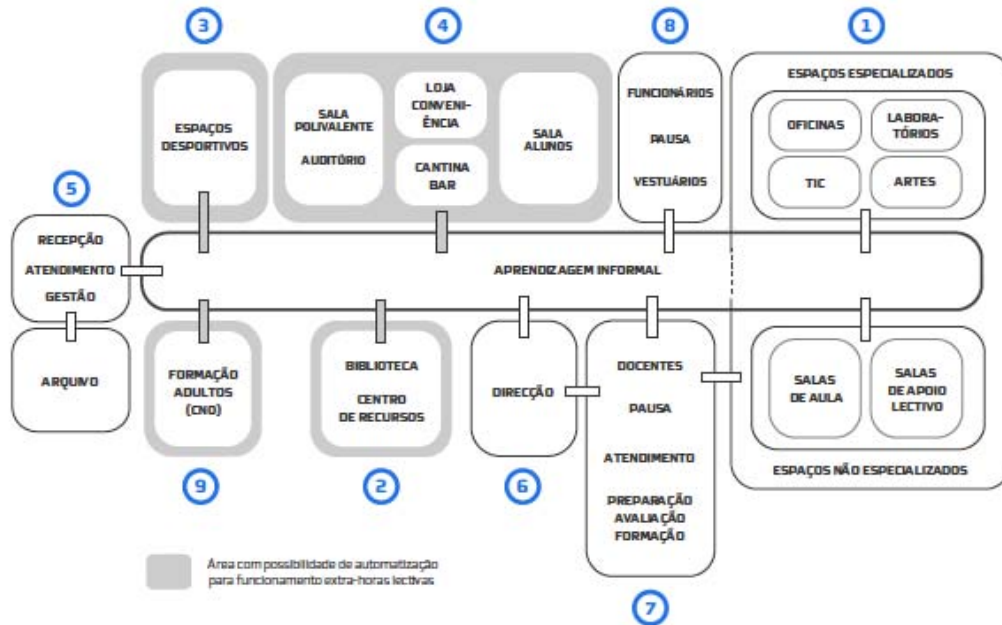 3
4
8
1
ESPAÇOS
DESPORTIVOS
SALA
POLIVALENTE
AUDITÓRIO
LOJA
CONVENI-
ÊNCIA
CANTINA
BAR
SALA
ALUNOS
FUNCIONÁRIOS
PAUSA
VESTUÁRIOS
ESPAÇOS ESPECIALIZADOS
OFICINAS
LABORA-
TÓRIOS
TIC
ARTES
5
RECEPÇÃO
ATENDIMENTO
GESTÃO
ARQUIVO
APRENDIZAGEM INFORMAL
FORMAÇÃO
ADULTOS
(CNO)
BIBLIOTECA
CENTRO
DE RECURSOS
DIRECÇÃO
DOCENTES
PAUSA
ATENDIMENTO
PREPARAÇÃO
AVALIAÇÃO
FORMAÇÃO
SALAS
DE AULA
SALAS
DE APOIO
LECTIVO
ESPAÇOS NÃO ESPECIALIZADOS
9
2
6
7
Área com possibilidade de automatização
para funcionamento extra-horas lectivas